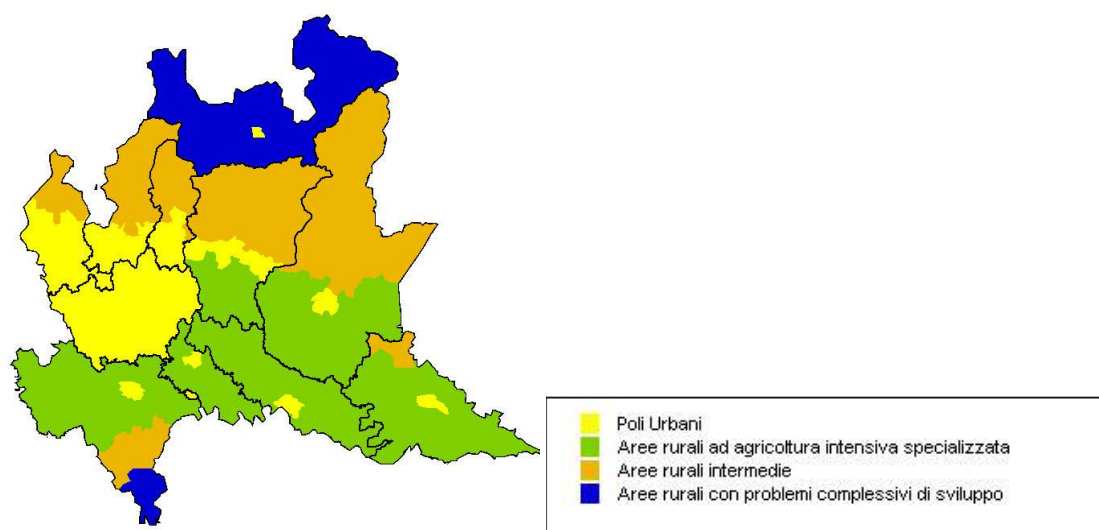 Poli Urbani
Aree rurali ad agricoltura intensiva specializzata
Aree rurali intermedie
Aree rurali con problemi complessivi di sviluppo